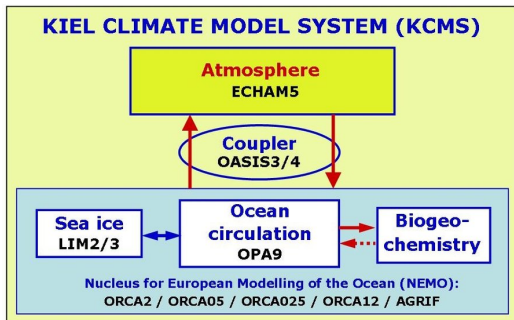 KIEL CLIMATE MODEL SYSTEM (KCMS)
Atmosphere
ECHAM5
Coupler
OASIS3/4
Sea ice
LIM2/3
Ocean
circulation
OPA9
Biogeo-
chemistry
Nucleus for European Modelling of the Ocean (NEMO):
ORCA2 / ORCA05 / ORCA025 / ORCA12 / AGRIF